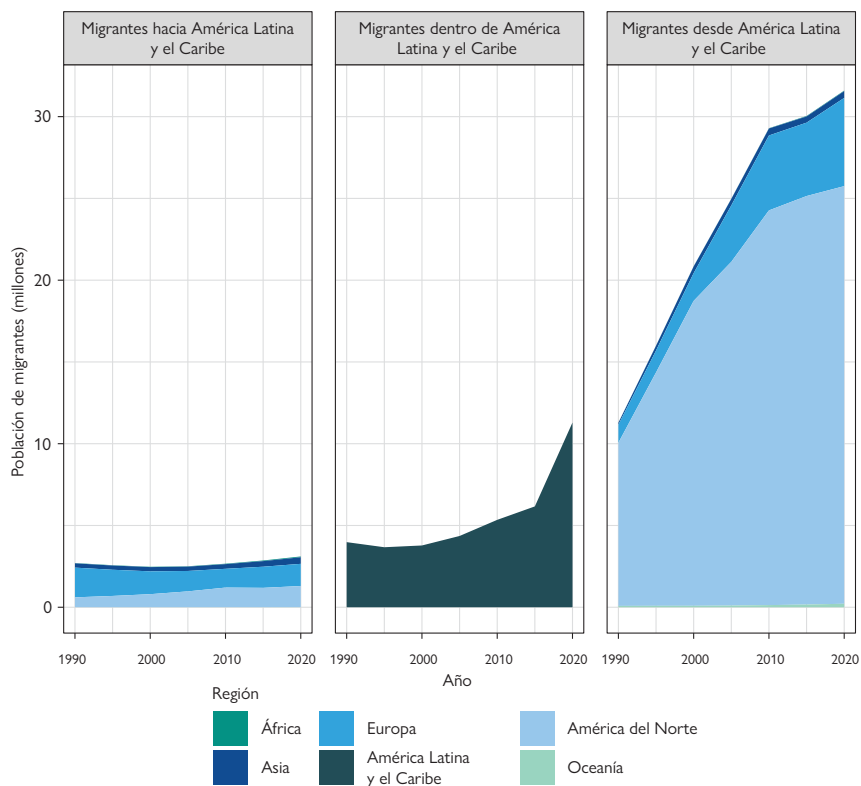 Migrantes hacia América Latina
y el Caribe
Migrantes dentro de América
Latina y el Caribe
Migrantes desde América Latina
y el Caribe
Población de migrantes (millones)
30
20
10
0
1990
2000
2010
2020
1990
2000
2010
2020
1990
2000
2010
2020
Año
Región
África
Europa
América del Norte
Asia
América Latina
y el Caribe
Oceanía